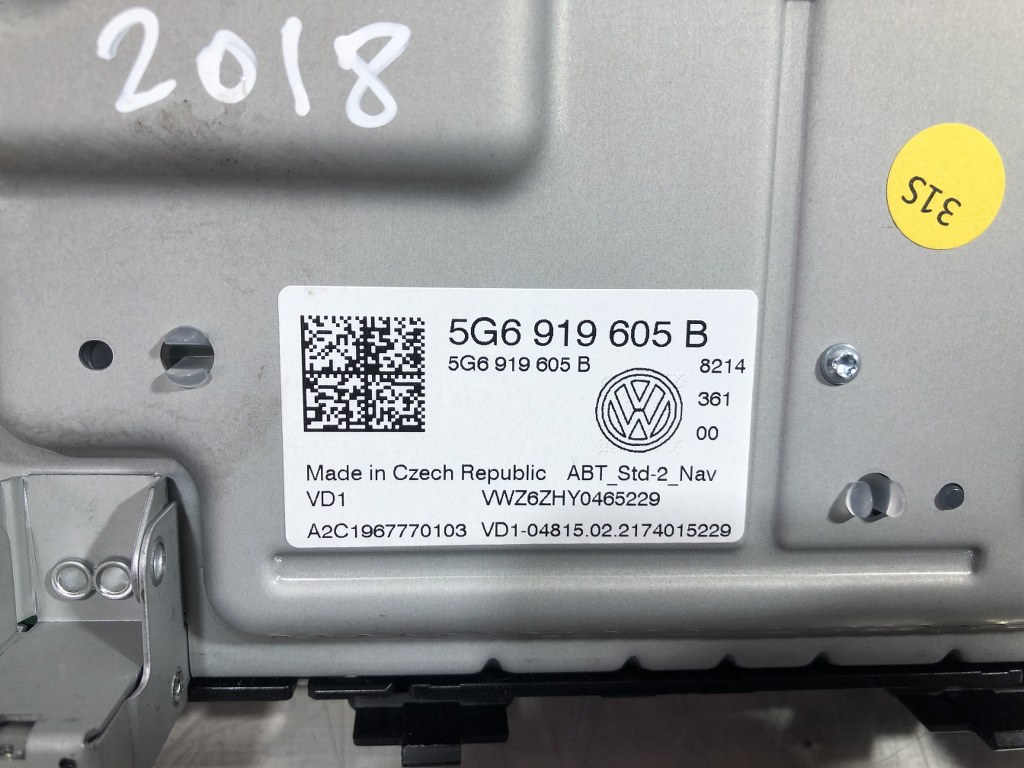 2018
31S
5G6 919 605 B
5G6 919 605 B 8214
361
00
Made in Czech Republic ABT_Std-2_Nav
VD1 VWZ6ZHY0465229
A2C1967770103 VD1-04815.02.2174015229